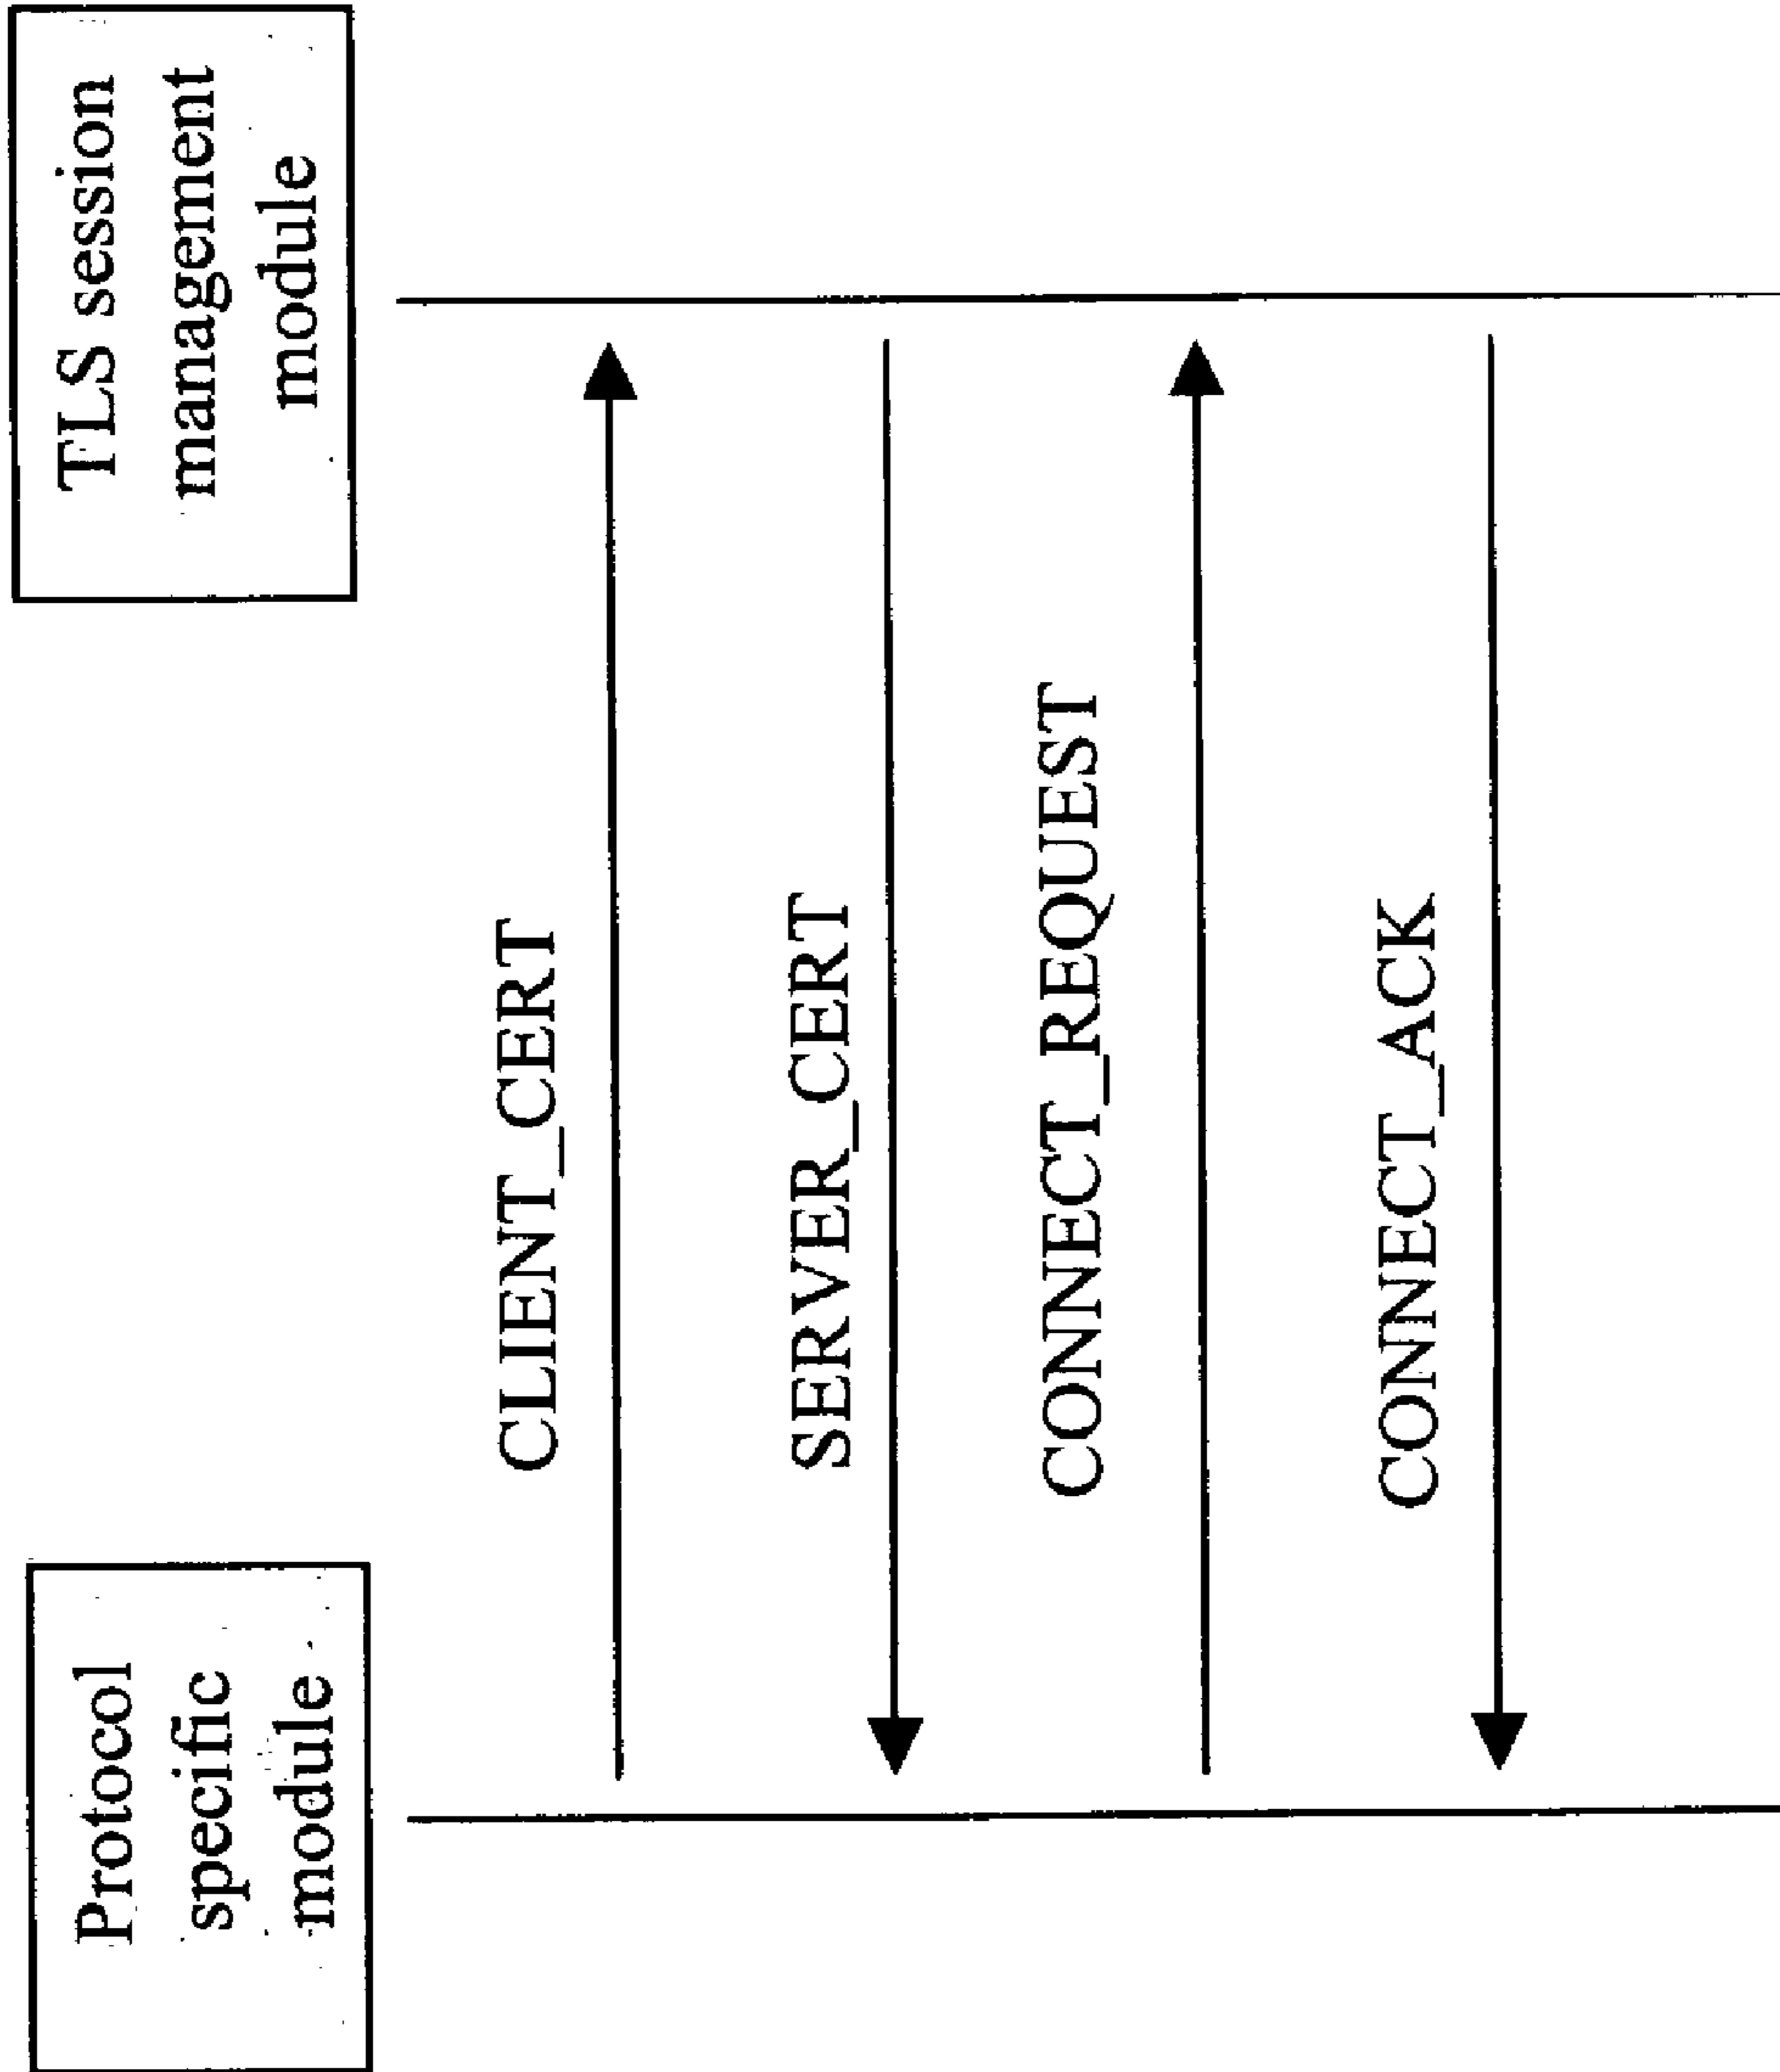 Protocol
specific
module
TLS session
management
module
CLIENT_CERT
SERVER_CERT
CONNECT_REQUEST
CONNECT_ACK